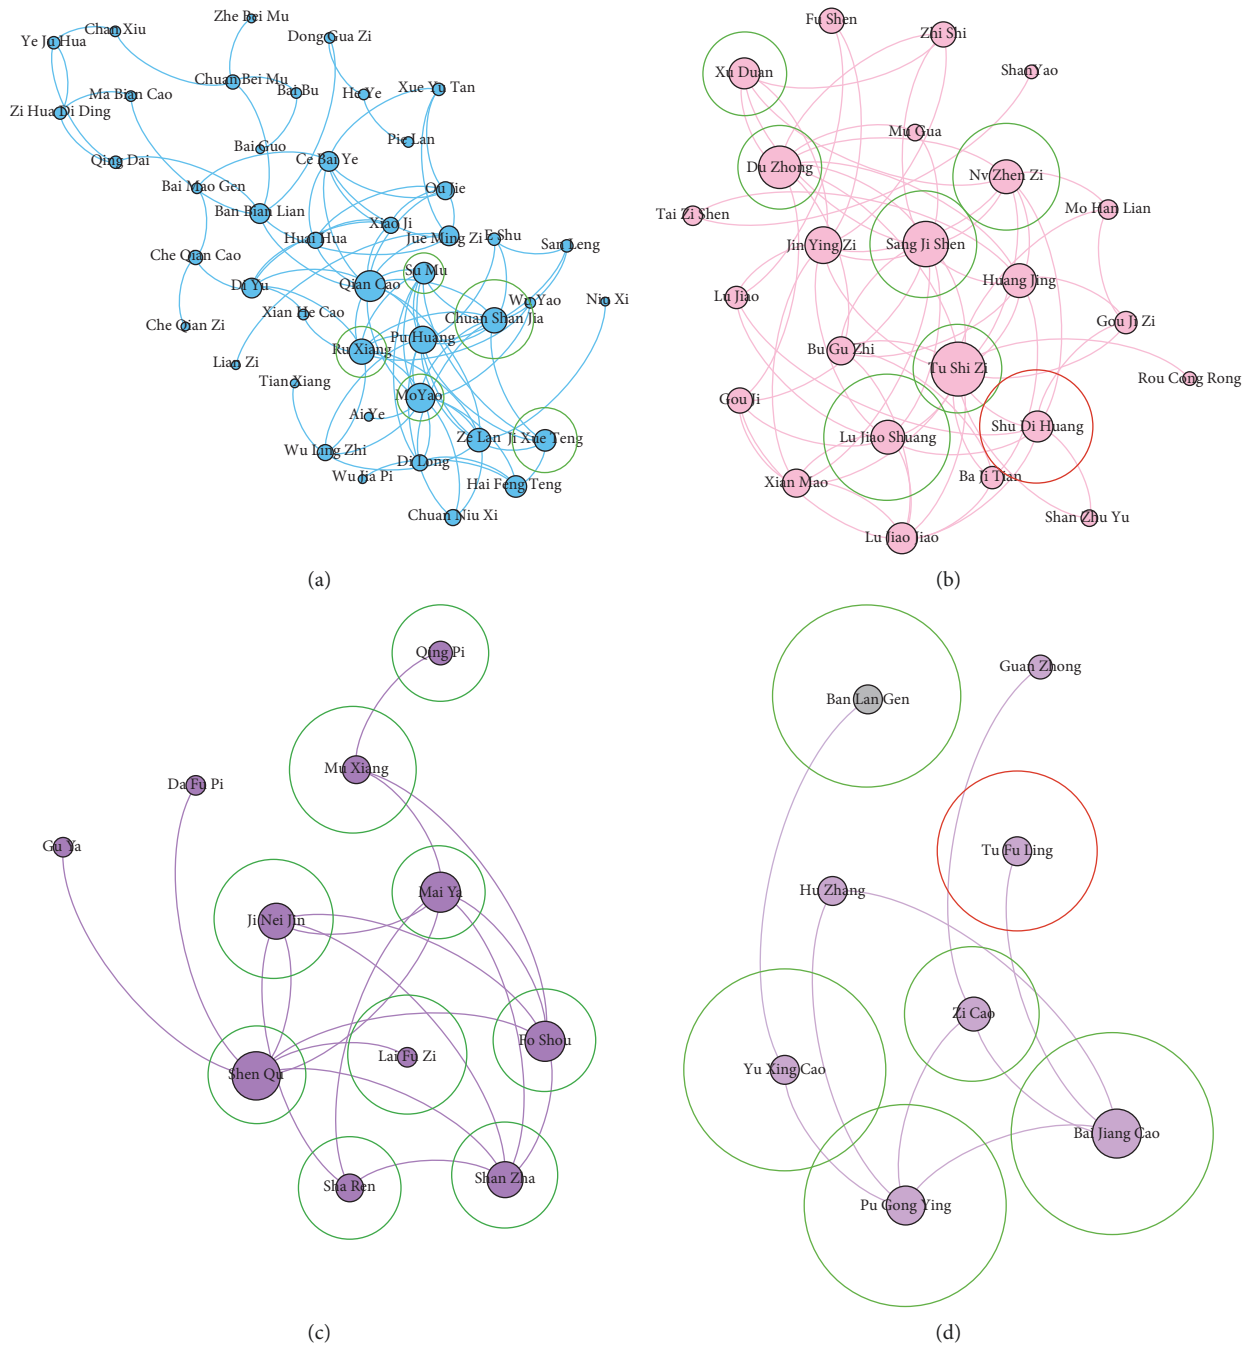 Zhe Bei Mu
Chan Xiu
Ye Ju Hua
Dong Gua Zi
Chuan Bei Mu
Bai Bu
Ma Bian Cao
He Ye
Xue Yu Tan
Zi Hua Di Ding
Pie Lan
Bai Guo
Qing Dai
Ce Bai Ye
Bai Mao Gen
Ou Jie
Ban Bian Lian
Xiao Ji
Huai Hua
Jue Ming Zi
E Shu
San Leng
Che Qian Cao
Su Mu
Di Yu
Qian Cao
Wu Yao
Niu Xi
Xian He Cao
Chuan Shan Jia
Che Qian Zi
Pu Huang
Ru Xiang
Lian Zi
Tian Xiang
MoYao
Ai Ye
Ze Lan
Ji Xue Teng
Wu Ling Zhi
Di Long
Wu Jia Pi
Hai Feng Teng
Chuan Niu Xi
(a)
Fu Shen
Zhi Shi
Xu Duan
ShanYao
Mu Gua
Du Zhong
Nv Zhen Zi
Tai Zi Shen
Mo Han Lian
Jin Ying Zi
Sang Ji Shen
Huang Jing
Lu Jiao
Gou Ji Zi
Bu Gu Zhi
Tu Shi Zi
Rou Cong Rong
Gou Ji
Shu Di Huang
Lu Jiao Shuang
Xian Mao
Ba Ji Tian
Shan Zhu Yu
Lu Jiao Jiao
(b)
Qing Pi
Mu Xiang
Da Fu Pi
Gu Ya
Mai Ya
Ji Nei Jin
Fo Shou
Lai Fu Zi
Shen Qu
Shan Zha
Sha Ren
(c)
Guan Zhong
Ban Lan Gen
Tu Fu Ling
Hu Zhang
Zi Cao
Yu Xing Cao
Bai Jiang Cao
Pu Gong Ying
(d)